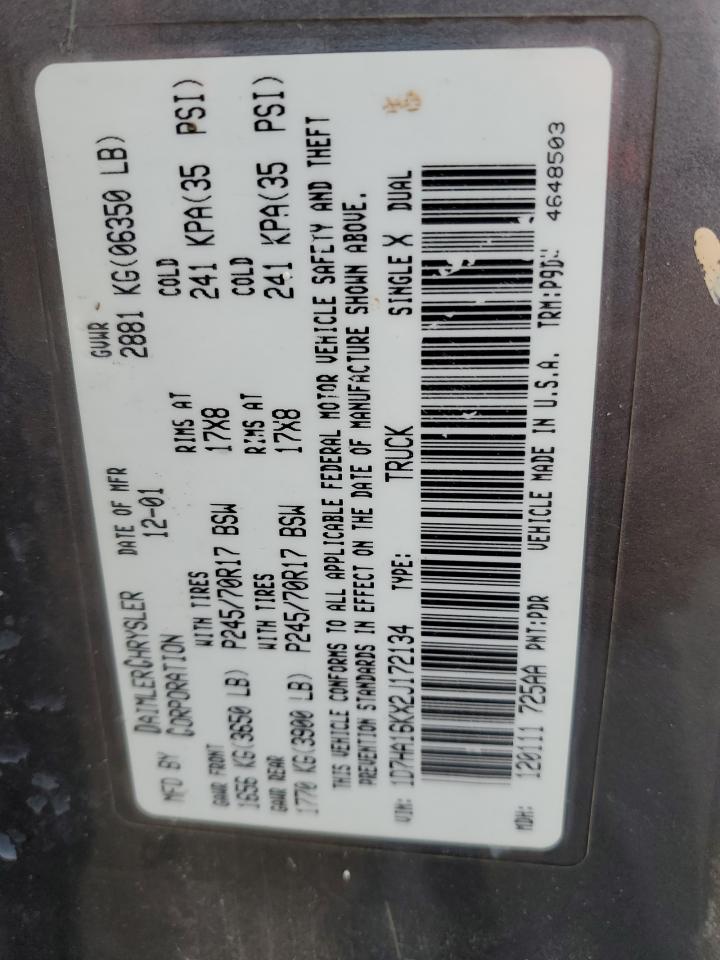 MFD BY DAIMLERCHRYSLER CORPORATION
DATE OF MFR 12-01
GVWR 2881 KG(06350 LB)
GAWR FRONT WITH TIRES RIMS AT COLD
1656 KG(3650 LB) P245/70R17 BSW 17X8 241 KPA(35 PSI)
GAWR REAR WITH TIRES RIMS AT COLD
1770 KG(3900 LB) P245/70R17 BSW 17X8 241 KPA(35 PSI)
THIS VEHICLE CONFORMS TO ALL APPLICABLE FEDERAL MOTOR VEHICLE SAFETY AND THEFT
PREVENTION STANDARDS IN EFFECT ON THE DATE OF MANUFACTURE SHOWN ABOVE.
VIN: 1D7HA16KX2J172134 TYPE: TRUCK SINGLE X DUAL
MDH: 120111 725AA PNT:PDR VEHICLE MADE IN U.S.A. 4648503